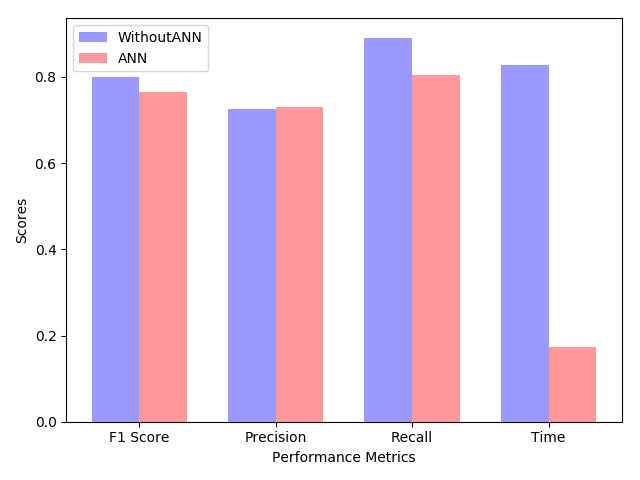 WithoutANN
ANN
0.8
0.6
0.4
0.2
0.0
Scores
F1 Score
Precision
Recall
Time
Performance Metrics